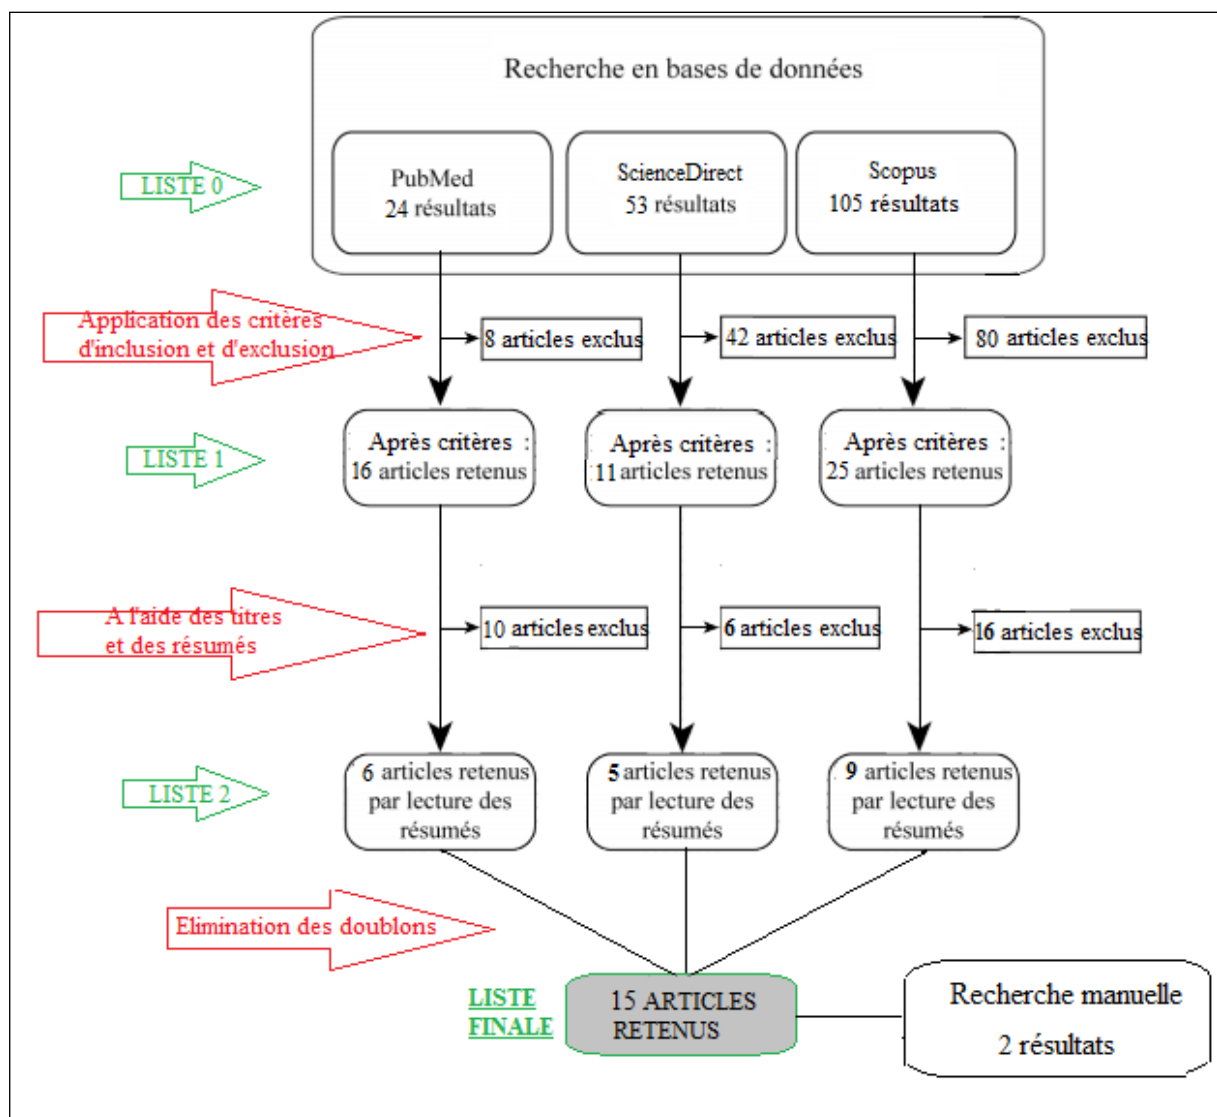 Recherche en bases de données
LISTE 0
PubMed
24 résultats
ScienceDirect
53 résultats
Scopus
105 résultats
Application des critères
d'inclusion et d'exclusion
8 articles exclus
42 articles exclus
80 articles exclus
LISTE 1
Après critères :
16 articles retenus
Après critères :
11 articles retenus
Après critères :
25 articles retenus
A l'aide des titres
et des résumés
10 articles exclus
6 articles exclus
16 articles exclus
LISTE 2
6 articles retenus
par lecture des
résumés
5 articles retenus
par lecture des
résumés
9 articles retenus
par lecture des
résumés
Elimination des doublons
LISTE
FINALE
15 ARTICLES
RETENUS
Recherche manuelle
2 résultats